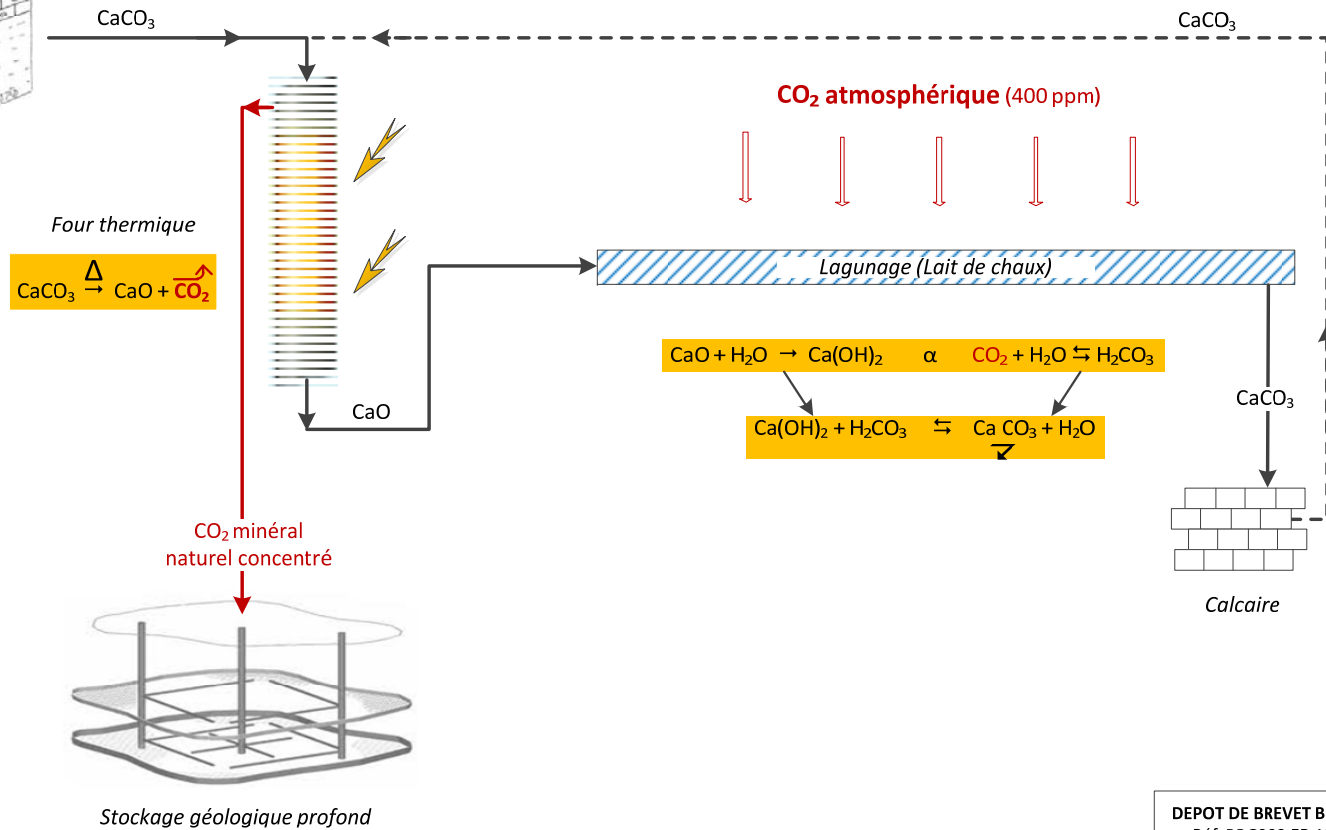 CaCO₃
CaCO₃
CO₂ atmosphérique (400 ppm)
Four thermique
Δ
CaCO₃ → CaO + CO₂
Lagunage (Lait de chaux)
CaO + H₂O → Ca(OH)₂ α CO₂ + H₂O ⇆ H₂CO₃
CaO
CaCO₃
Ca(OH)₂ + H₂CO₃ ⇆ Ca CO₃ + H₂O
CO₂ minéral
naturel concentré
Calcaire
Stockage géologique profond
DEPOT DE BREVET B